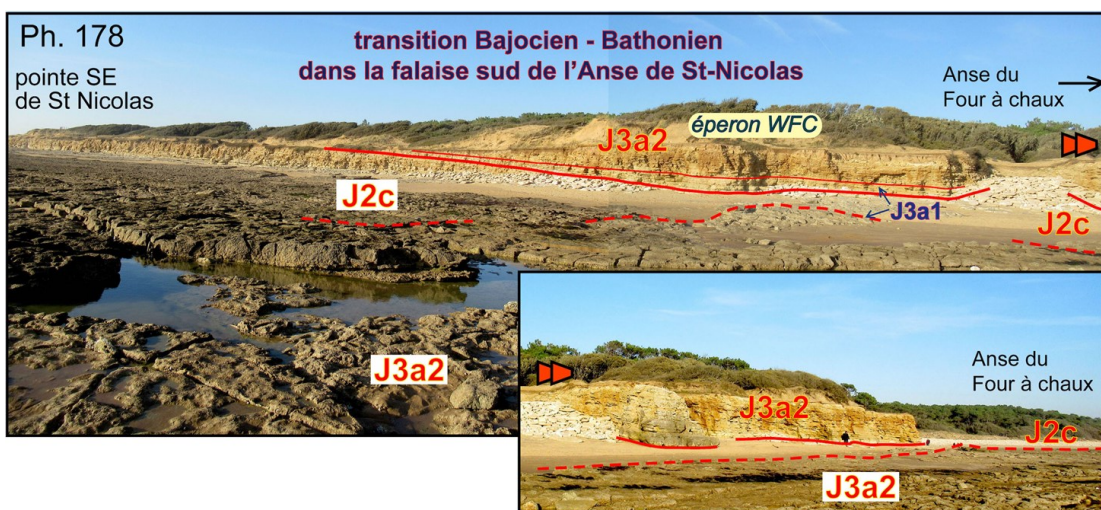 Ph. 178
transition Bajocien - Bathonien
dans la falaise sud de l'Anse de St-Nicolas
pointe SE
de St Nicolas
Anse du
Four à chaux
éperon WFC
J3a2
J2c
J3a1
J2c
J3a2
Anse du
Four à chaux
J3a2
J2c
J3a2